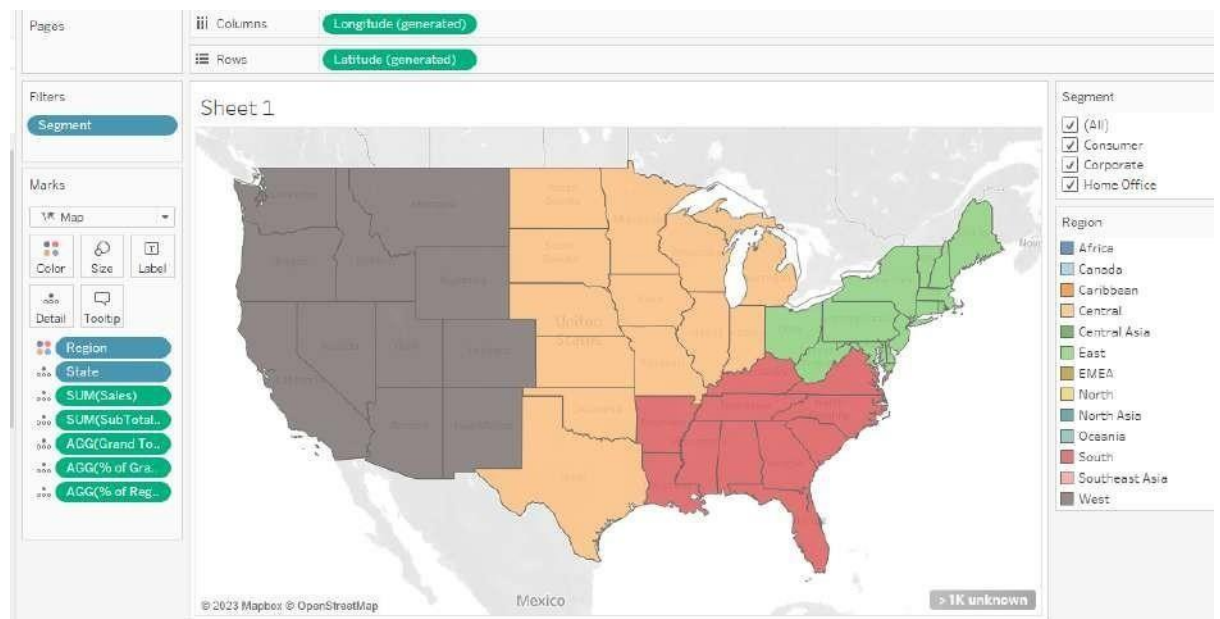 Pages
Columns
Longitude (generated)
Rows
Latitude (generated)
Filters
Segment
Marks
Map
Color
Size
Label
Detail
Tooltip
Region
State
SUM(Sales)
SUM(SubTotal..
AGG(Grand To..
AGG(% of Gra..
AGG(% of Reg..
Sheet 1
United
States
Mexico
© 2023 Mapbox © OpenStreetMap
>1K unknown
Segment
(All)
Consumer
Corporate
Home Office
Region
Africa
Canada
Caribbean
Central
Central Asia
East
EMEA
North
North Asia
Oceania
South
Southeast Asia
West